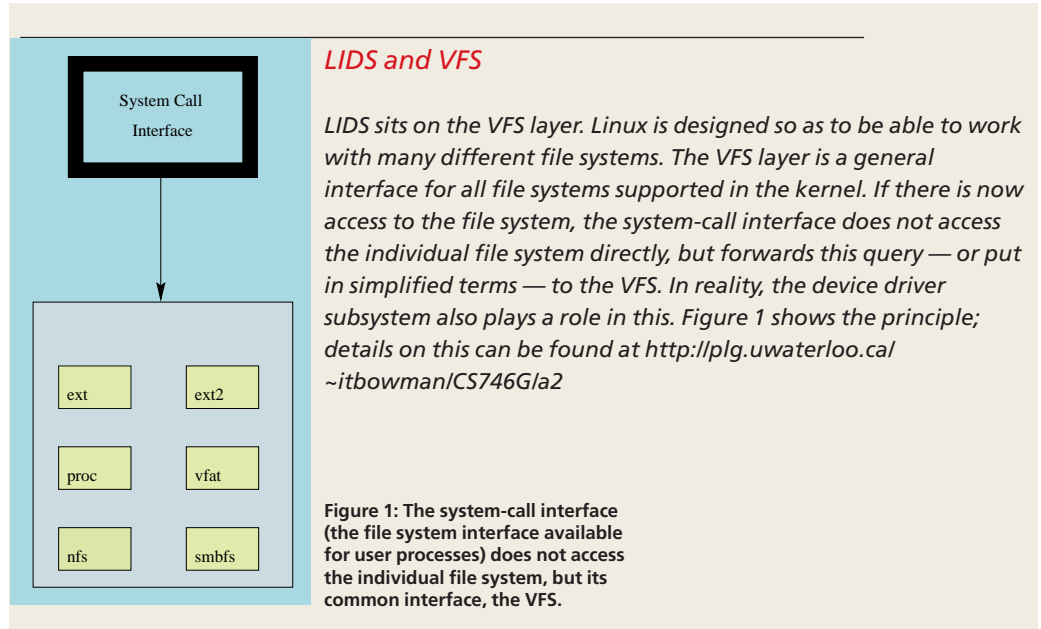 System Call
Interface
ext
ext2
proc
vfat
nfs
smbfs
LIDS and VFS
LIDS sits on the VFS layer. Linux is designed so as to be able to work
with many different file systems. The VFS layer is a general
interface for all file systems supported in the kernel. If there is now
access to the file system, the system-call interface does not access
the individual file system directly, but forwards this query — or put
in simplified terms — to the VFS. In reality, the device driver
subsystem also plays a role in this. Figure 1 shows the principle;
details on this can be found at http://plg.uwaterloo.ca/
~itbowman/CS746G/a2
Figure 1: The system-call interface
(the file system interface available
for user processes) does not access
the individual file system, but its
common interface, the VFS.